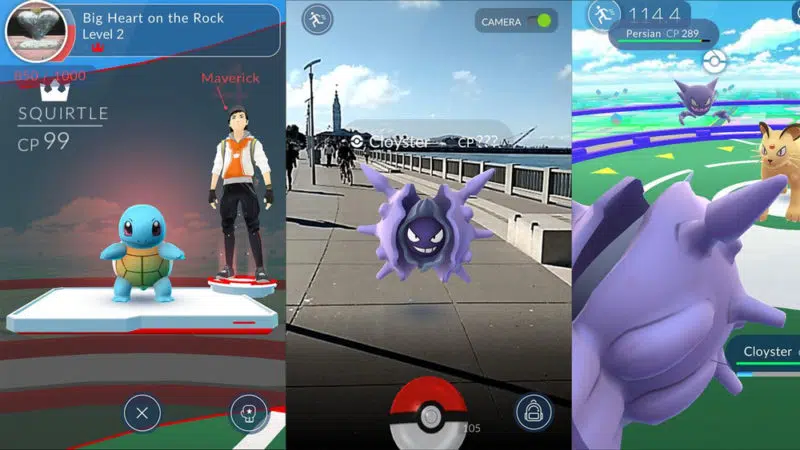 Big Heart on the Rock
Level 2
850 / 1000
SQUIRTLE
CP 99
Maverick
CAMERA
Cloyster CP???
105
114.4
Persian CP 289
Cloyster